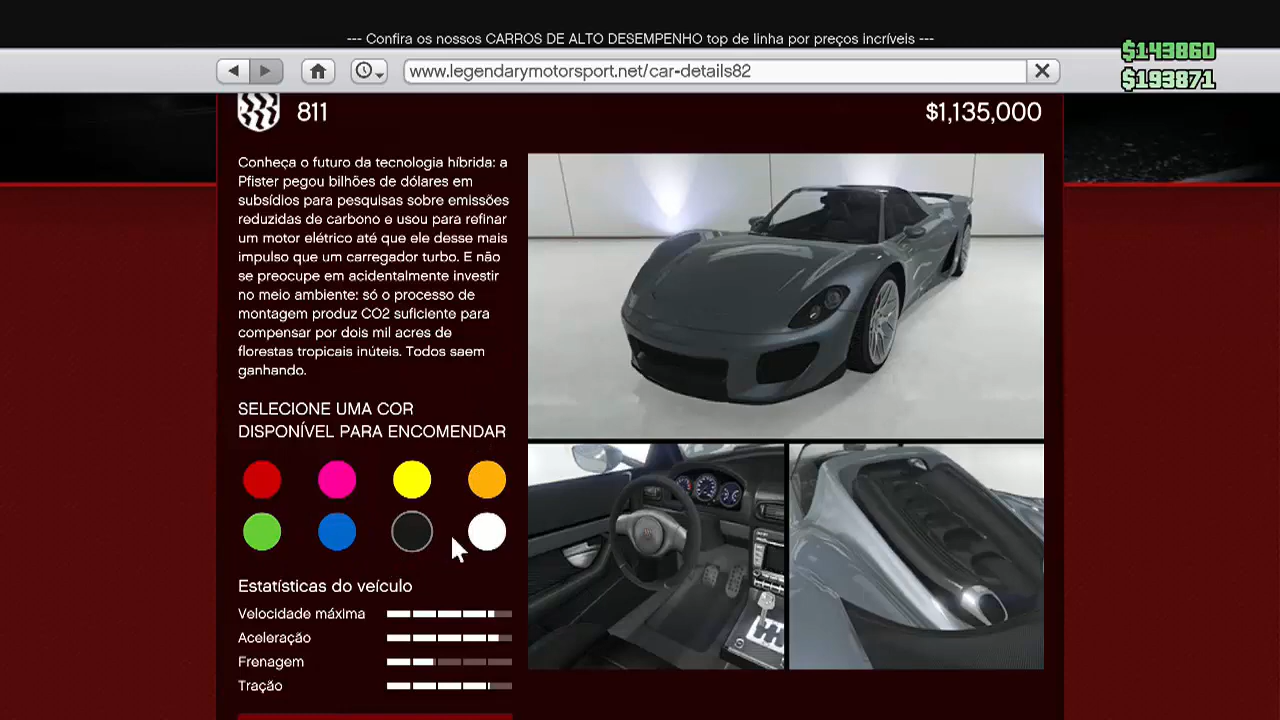 --- Confira os nossos CARROS DE ALTO DESEMPENHO top de linha por preços incríveis ---
$143860
www.legendarymotorsport.net/car-details82
$193871
811
$1,135,000
Conheça o futuro da tecnologia híbrida: a
Pfister pegou bilhões de dólares em
subsídios para pesquisas sobre emissões
reduzidas de carbono e usou para refinar
um motor elétrico até que ele desse mais
impulso que um carregador turbo. E não
se preocupe em acidentalmente investir
no meio ambiente: só o processo de
montagem produz CO2 suficiente para
compensar por dois mil acres de
florestas tropicais inúteis. Todos saem
ganhando.
SELECIONE UMA COR
DISPONÍVEL PARA ENCOMENDAR
Estatísticas do veículo
Velocidade máxima
Aceleração
Frenagem
Tração